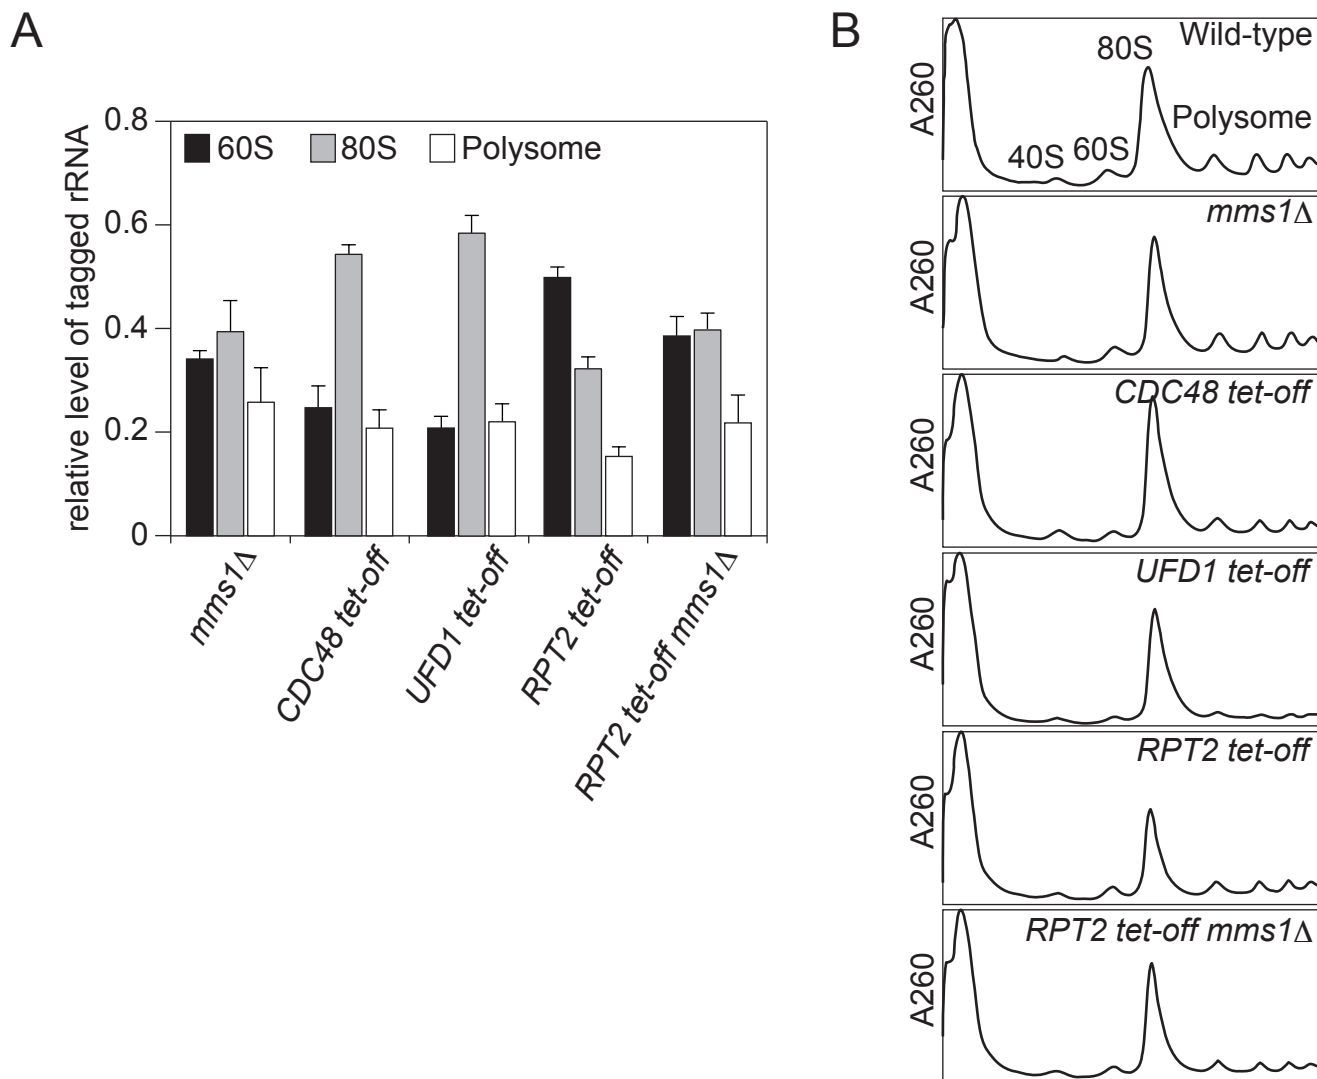 A
relative level of tagged rRNA
0.8
0.6
0.4
0.2
0
60S
80S
Polysome
mms1Δ
CDC48 tet-off
UFD1 tet-off
RPT2 tet-off
RPT2 tet-off mms1Δ
B
A260
Wild-type
80S
Polysome
40S
60S
A260
mms1Δ
A260
CDC48 tet-off
A260
UFD1 tet-off
A260
RPT2 tet-off
A260
RPT2 tet-off mms1Δ